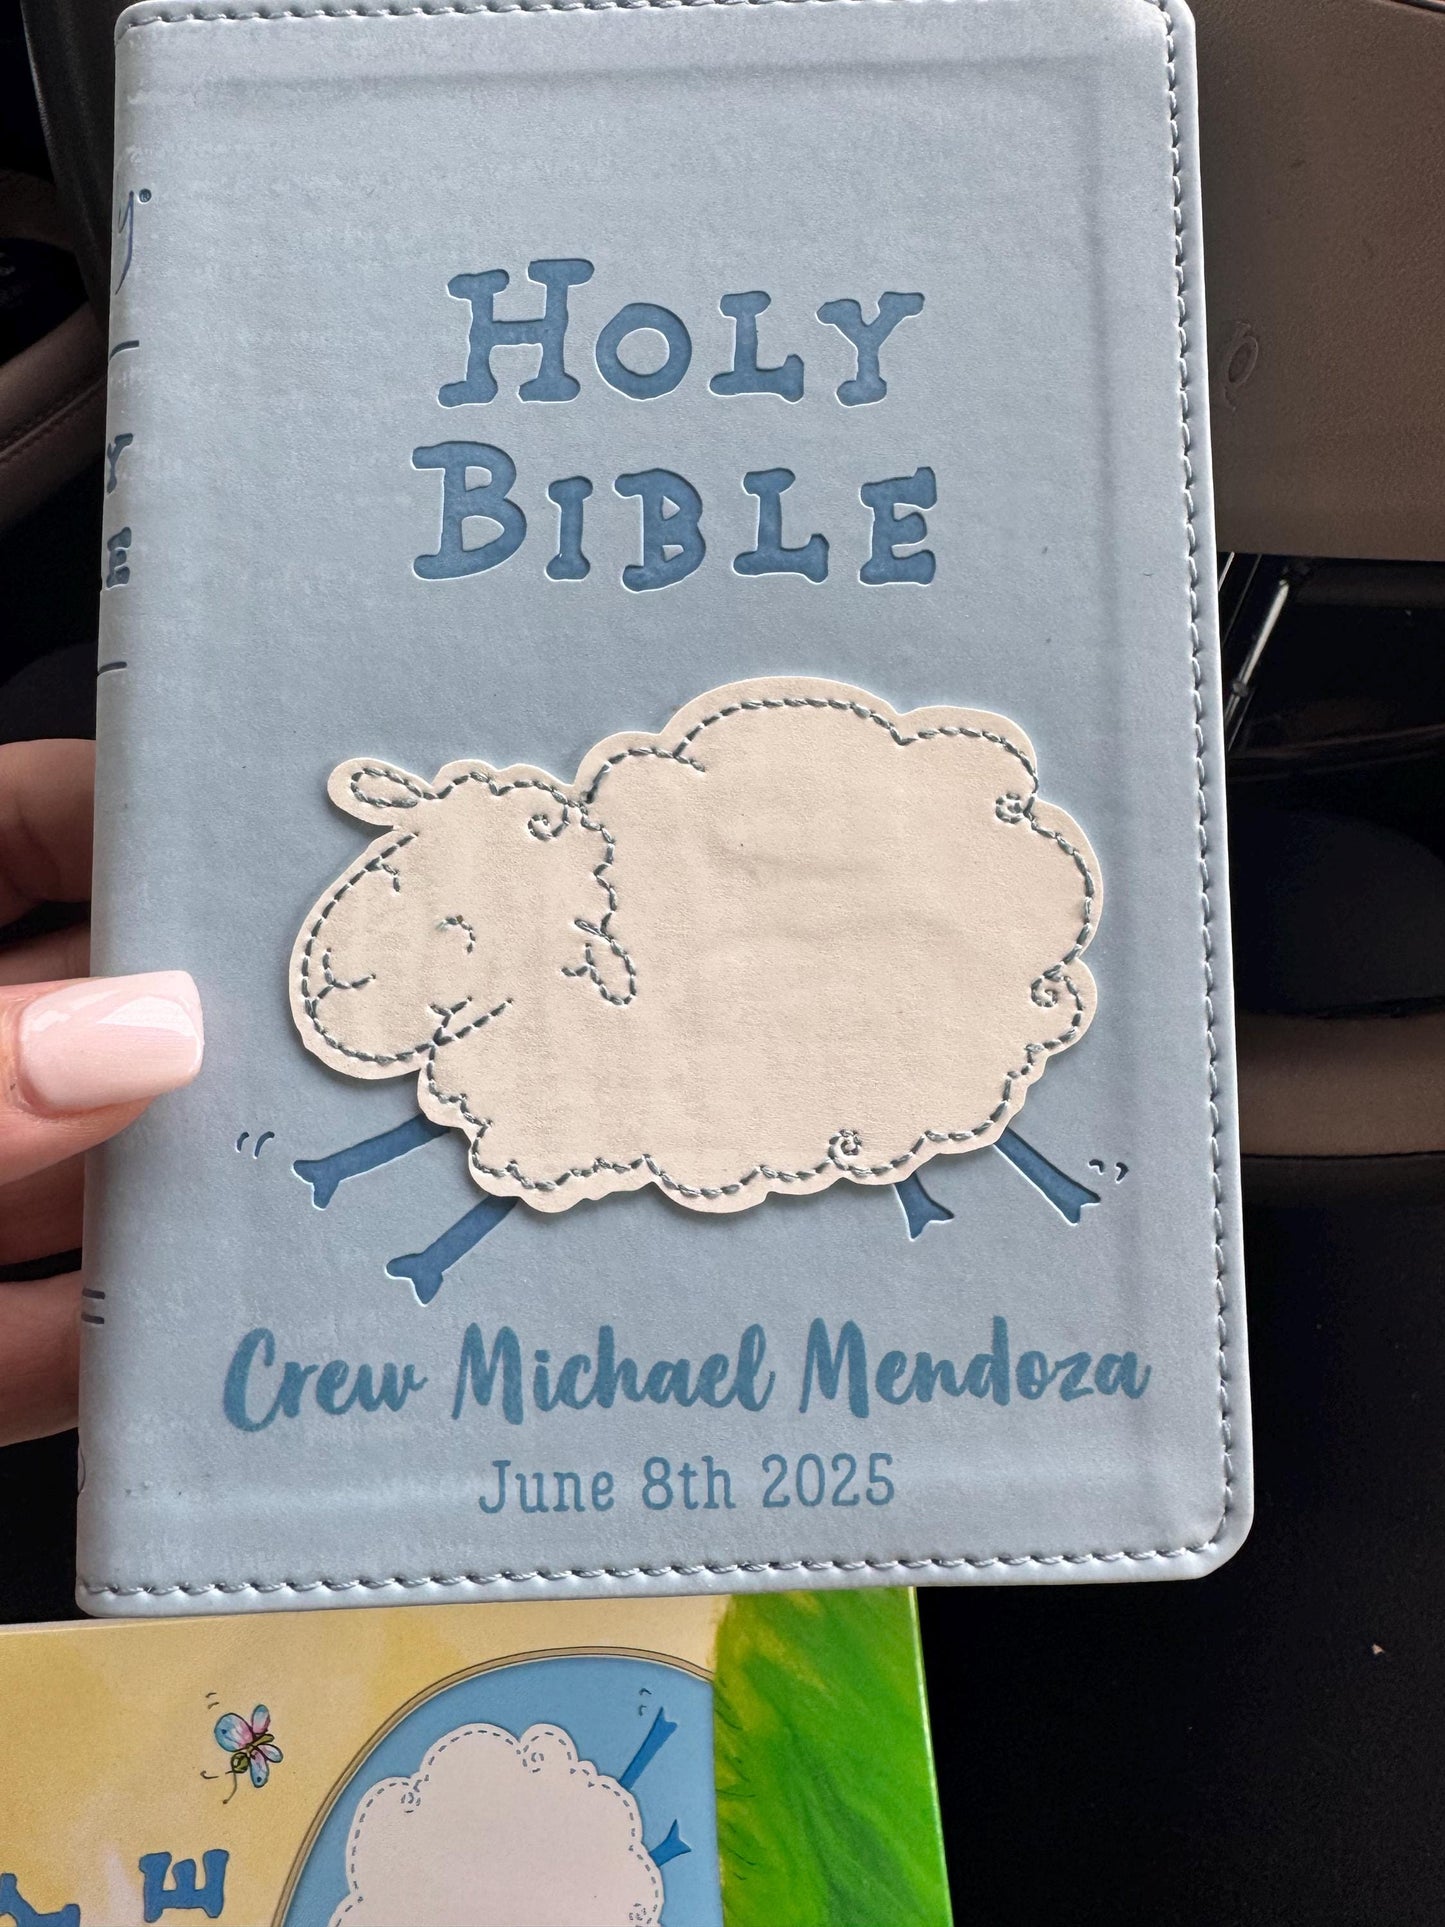 HOLY
BIBLE
Crew Michael Mendoza
June 8th 2025